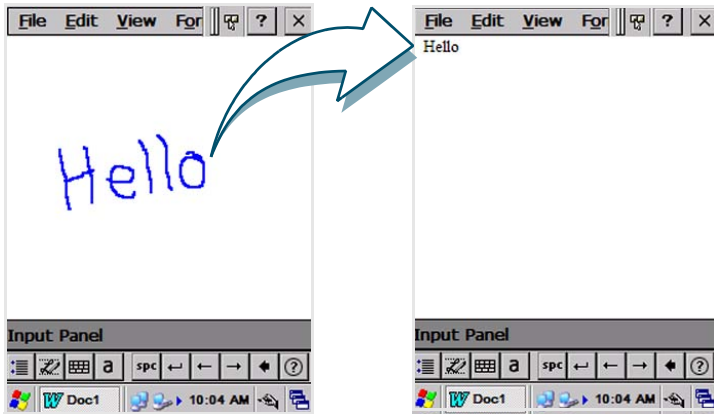 File Edit View For ?
Hello
Input Panel
a spc ?
Doc1 10:04 AM
File Edit View For ?
Hello
Input Panel
a spc ?
Doc1 10:04 AM